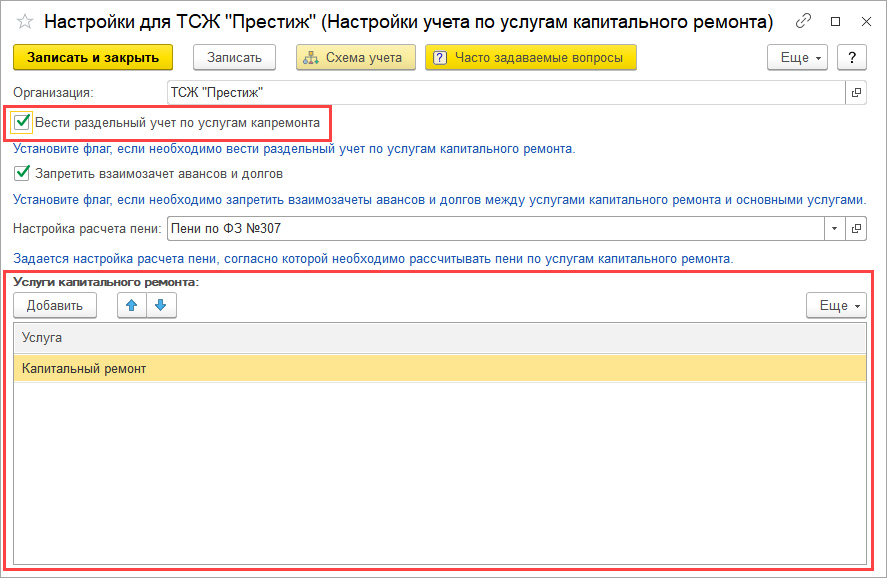 Настройки для ТСЖ "Престиж" (Настройки учета по услугам капитального ремонта)
Записать и закрыть Записать Схема учета ? Часто задаваемые вопросы Еще ?
Организация: ТСЖ "Престиж"
Вести раздельный учет по услугам капремонта
Установите флаг, если необходимо вести раздельный учет по услугам капитального ремонта.
Запретить взаимозачет авансов и долгов
Установите флаг, если необходимо запретить взаимозачеты авансов и долгов между услугами капитального ремонта и основными услугами.
Настройка расчета пени: Пени по ФЗ №307
Задается настройка расчета пени, согласно которой необходимо рассчитывать пени по услугам капитального ремонта.
Услуги капитального ремонта:
Добавить Еще
Услуга
Капитальный ремонт